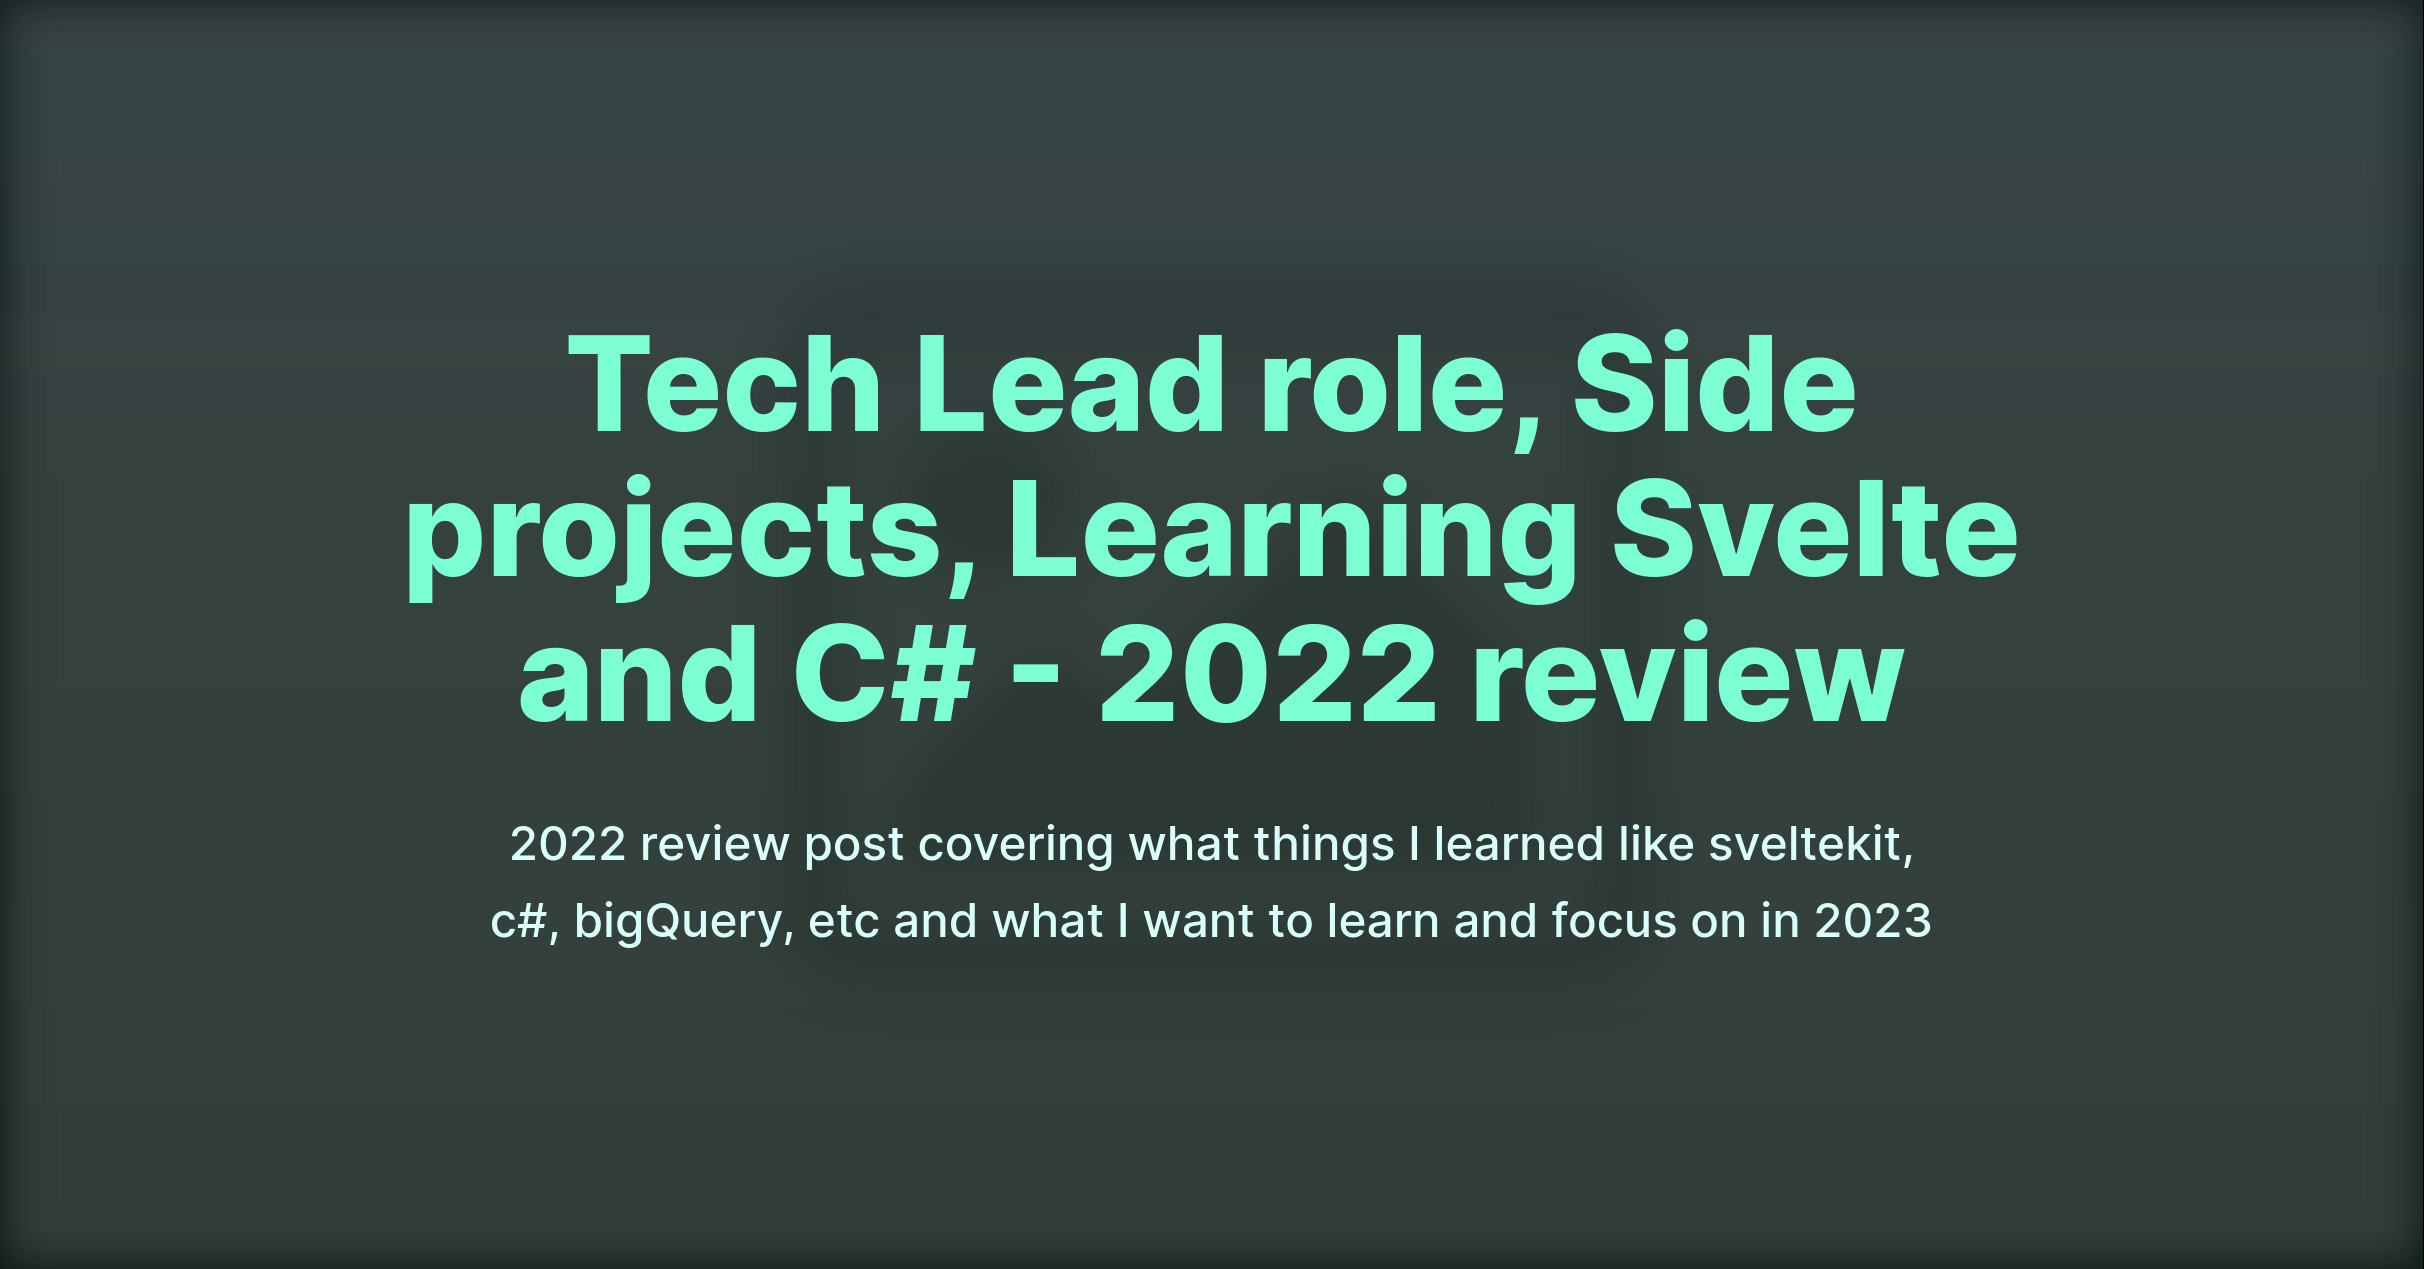 Tech Lead role, Side
projects, Learning Svelte
and C# - 2022 review
2022 review post covering what things I learned like sveltekit,
c#, bigQuery, etc and what I want to learn and focus on in 2023